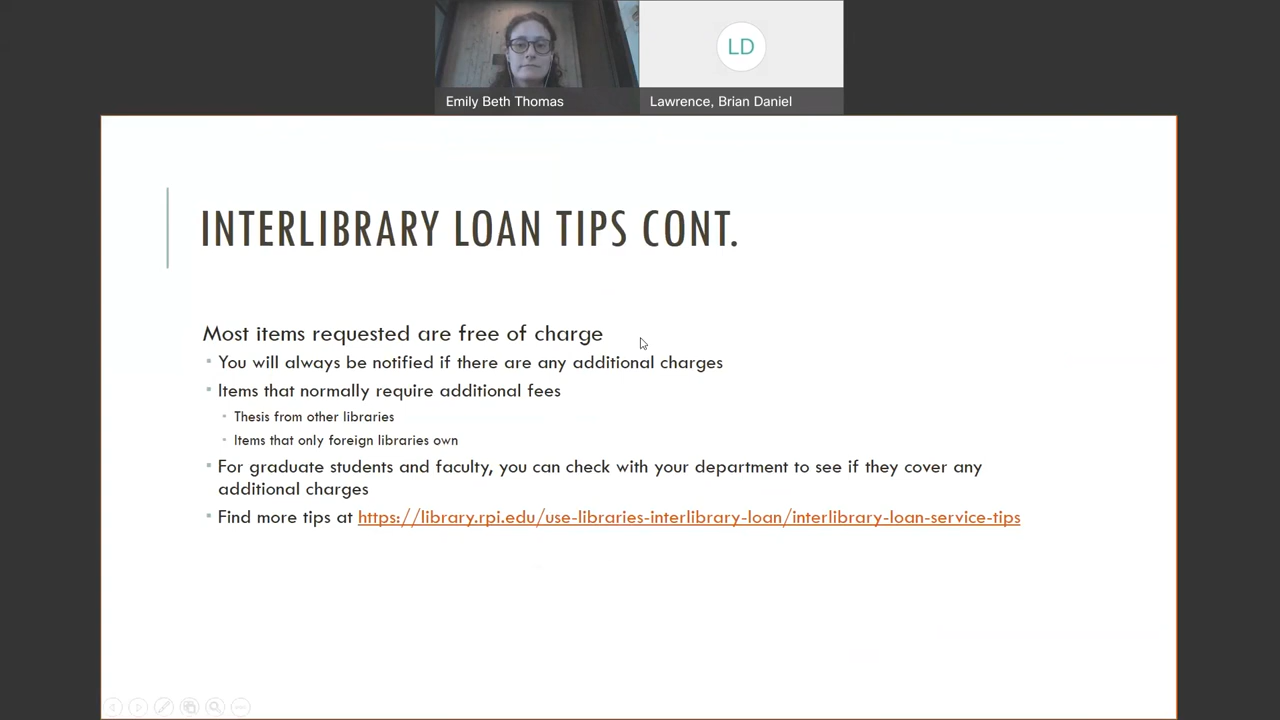 LD
Emily Beth Thomas
Lawrence, Brian Daniel
INTERLIBRARY LOAN TIPS CONT.
Most items requested are free of charge
You will always be notified if there are any additional charges
Items that normally require additional fees
Thesis from other libraries
Items that only foreign libraries own
For graduate students and faculty, you can check with your department to see if they cover any
additional charges
Find more tips at https://library.rpi.edu/use-libraries-interlibrary-loan/interlibrary-loan-service-tips